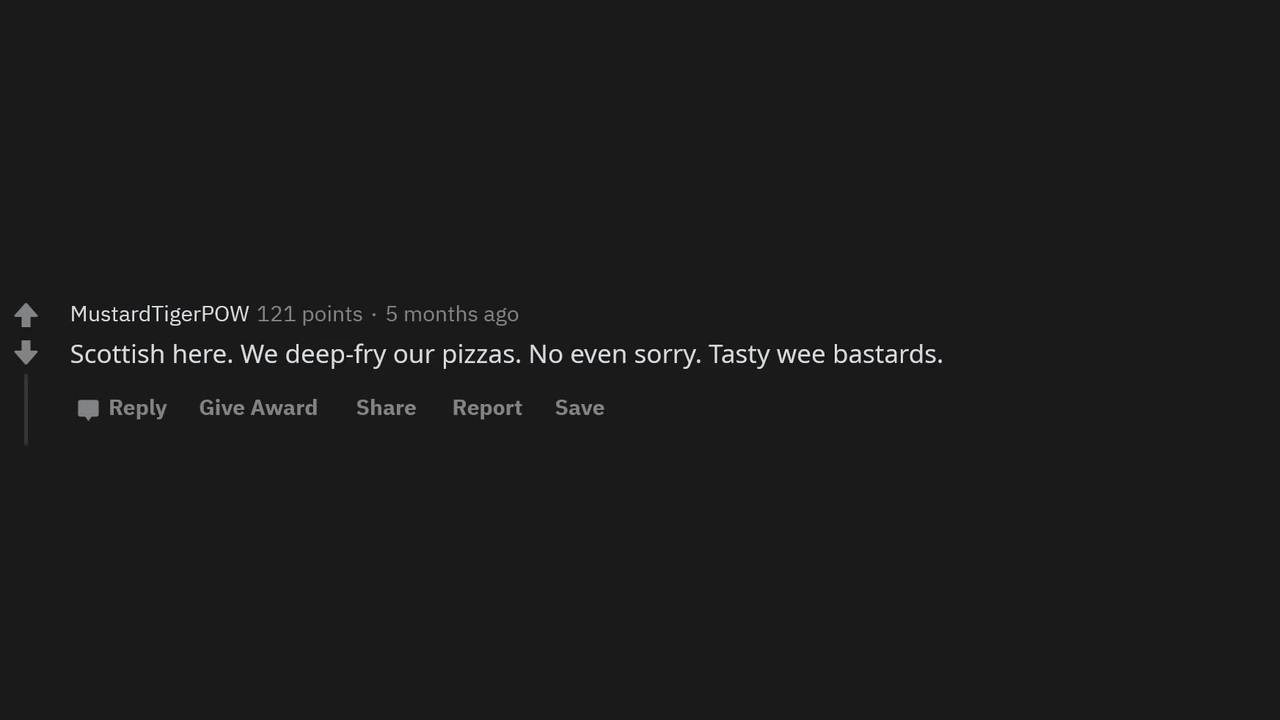 MustardTigerPOW 121 points · 5 months ago
Scottish here. We deep-fry our pizzas. No even sorry. Tasty wee bastards.
Reply Give Award Share Report Save